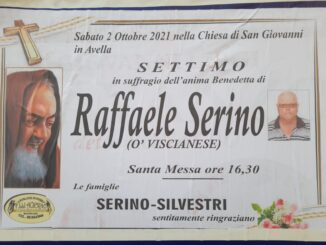 Sabato 2 Ottobre 2021 nella Chiesa di San Giovanni
in Avella
SETTIMO
in suffragio dell'anima Benedetta di
Raffaele Serino
(O' VISCIANESE)
Santa Messa ore 16,30
Le famiglie
SERINO-SILVESTRI
sentitamente ringraziano